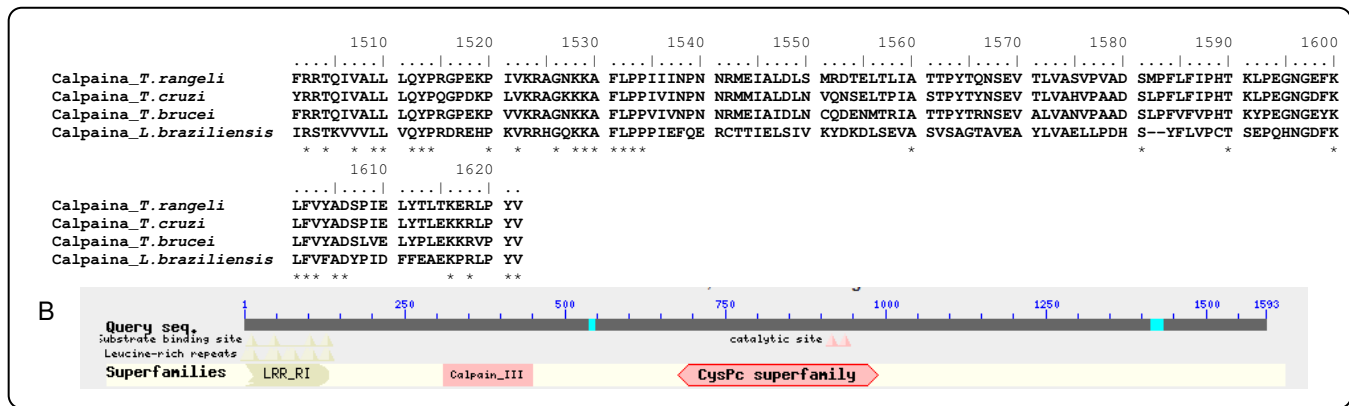 1510 1520 1530 1540 1550 1560 1570 1580 1590 1600
....|....| ....|....| ....|....| ....|....| ....|....| ....|....| ....|....| ....|....| ....|....| ....|....|
Calpaina_T.rangeli FRRTQIVALL LQYPRGPEKP IVKRAGNKKA FLPPIIINPN NRMEIALDLS MRDTELTLIA TTPYTQNSEV TLVASVPVAD SMPFLFIPHT KLPEGNGEFK
Calpaina_T.cruzi YRRTQIVALL LQYPQGPDKP LVKRAGKKKA FLPPIVINPN NRMMIALDLN VQNSELTPIA STPYTYNSEV TLVAHVPAAD SLPFLFIPHT KLPEGNGDFK
Calpaina_T.brucei FRRTQIVALL LQYPRGPEKP VVKRAGKKKA FLPPVIVNPN NRMEIALDLN CQDENMTRIA TTPYTRNSEV TLVANVPAAD SLPFVFVPHT KYPEGNGEYK
Calpaina_L.braziliensis IRSTKVVVLL VQYPRDREHP KVRRHGQKKA FLPPPIEFQE RCTTIELSIV KYDKDLSEVA SVSAGTAVEA YLVAELLPDH S--YFLVPCT SEPQHNGDFK
* * * ** *** * * * *** **** * * * *
1610 1620
....|....| ....|....| ..
Calpaina_T.rangeli LFVYADSPIE LYTLTKERLP YV
Calpaina_T.cruzi LFVYADSPIE LYTLEKKRLP YV
Calpaina_T.brucei LFVYADSLVE LYPLEKKRVP YV
Calpaina_L.braziliensis LFVFADYPID FFEAEKPRLP YV
*** ** * * **
B
1 250 500 750 1000 1250 1500 1593
Query seq.
substrate binding site catalytic site
Leucine-rich repeats
Superfamilies LRR_RI Calpain_III CysPc superfamily